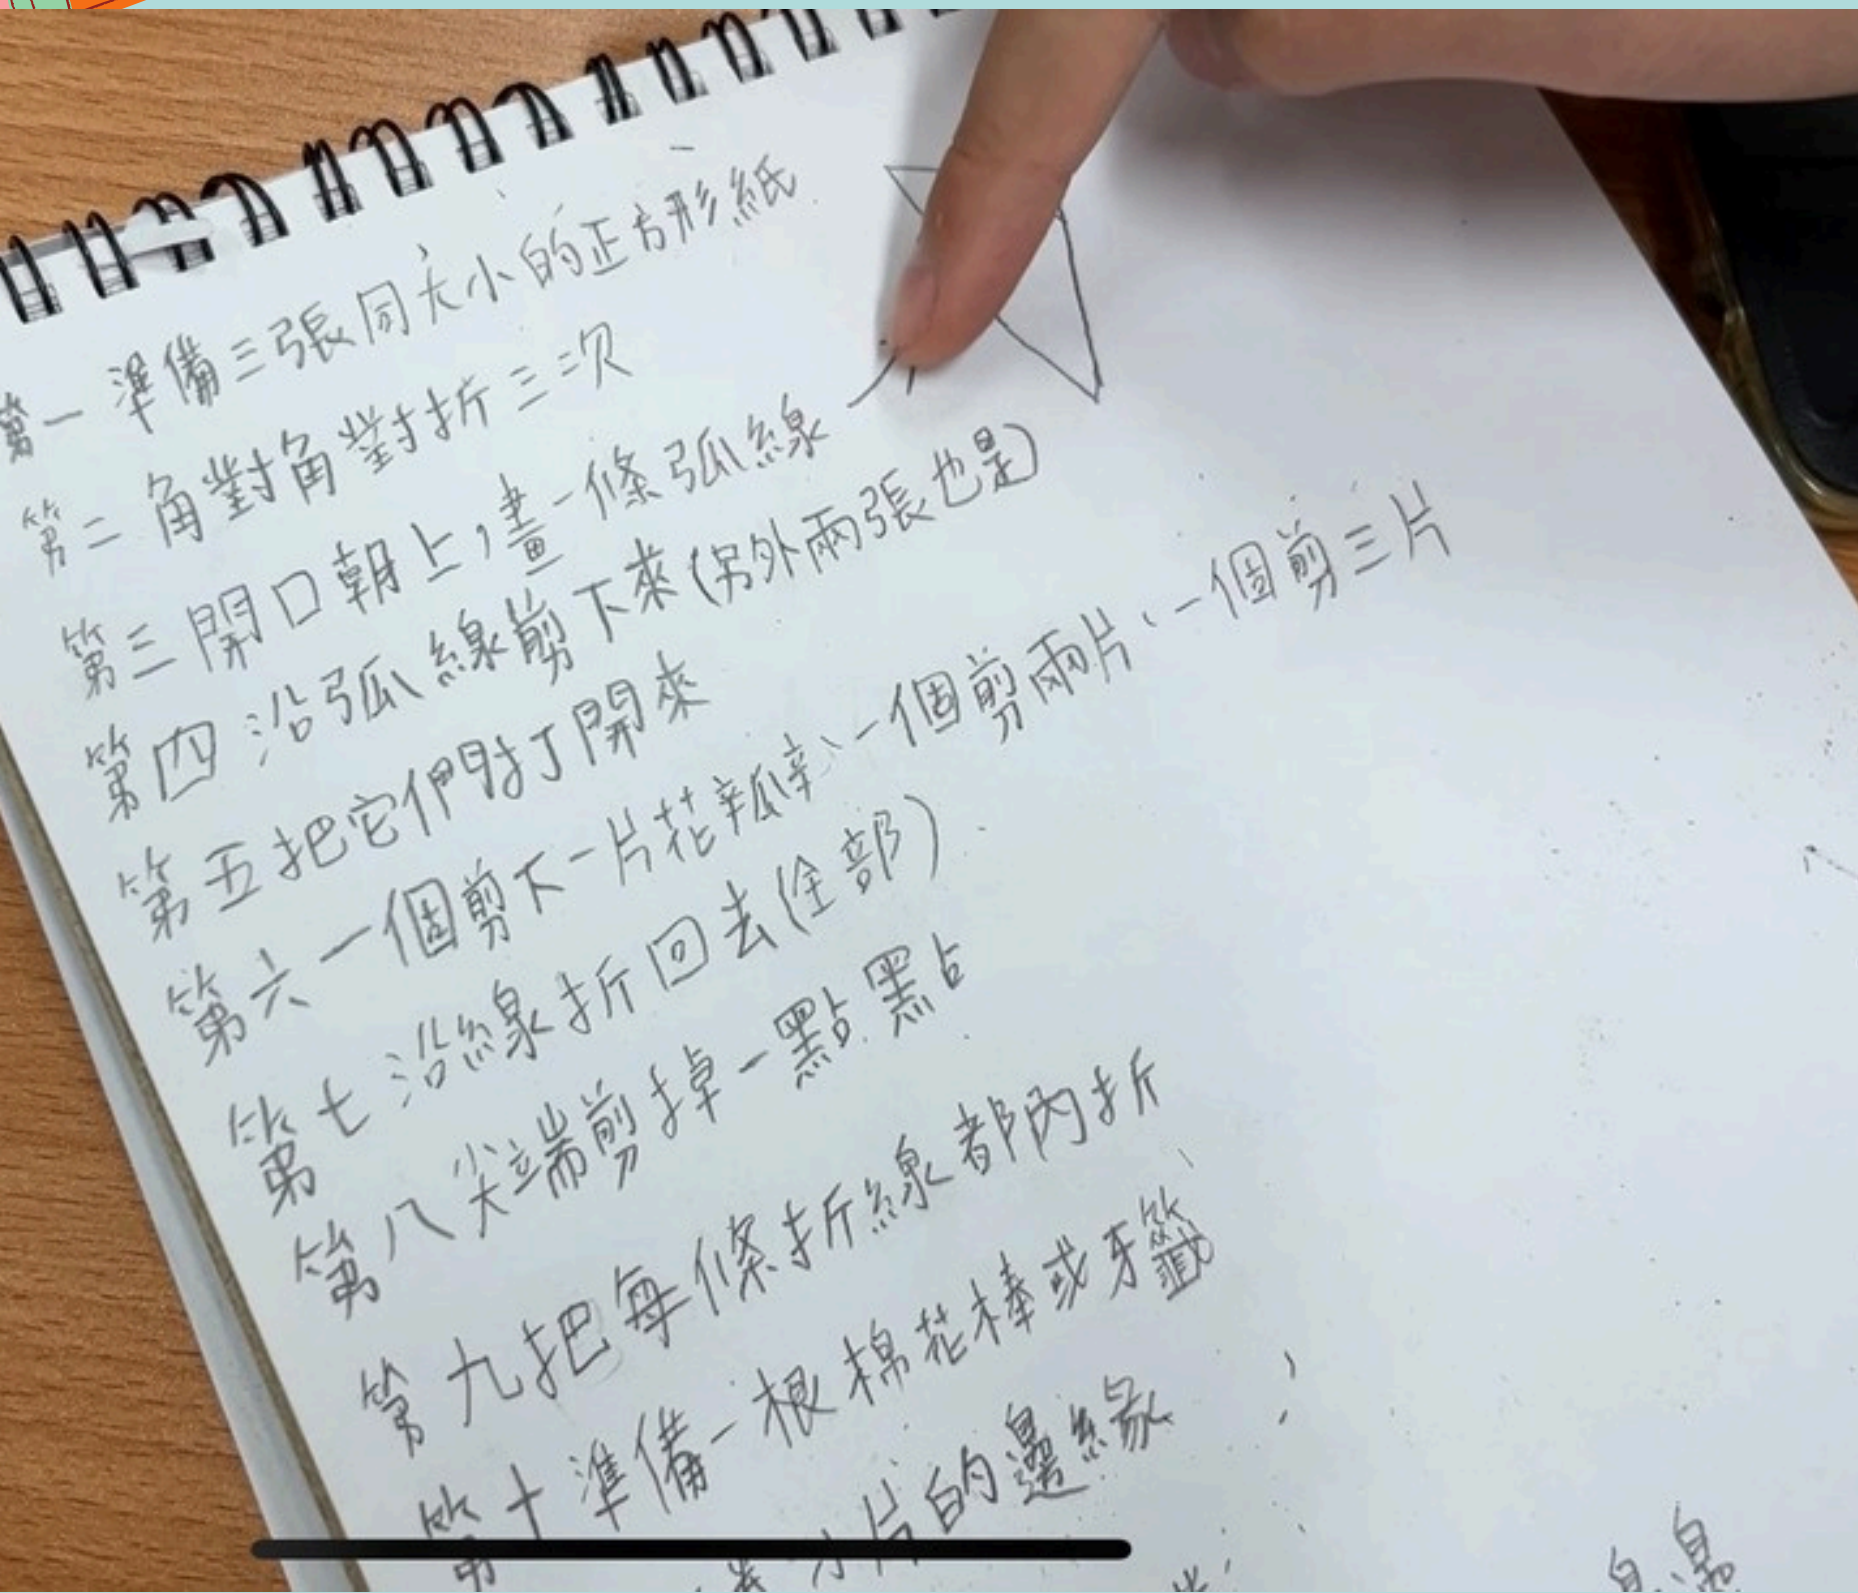 第一準備三張同大小的正方形紙
第二角對角對折三次
第三開口朝上,畫一條弧線
第四沿弧線剪下來(另外兩張也是)
第五把它們打開來
第六一個剪下一片花瓣、一個剪兩片、一個剪三片
第七沿線折回去(全部)
第八尖端剪掉一點點
第九把每條折線都內折
第十準備一根棉花棒或牙籤
片的邊緣